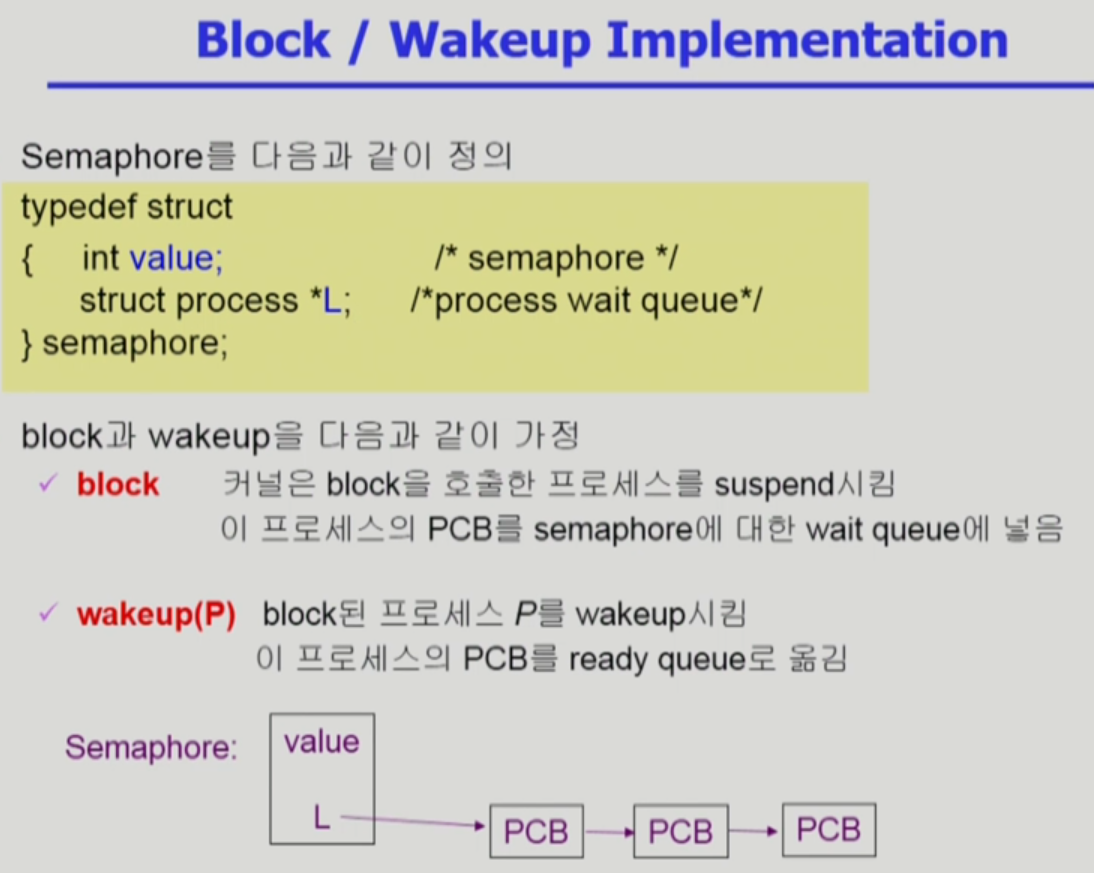 Block / Wakeup Implementation
Semaphore를 다음과 같이 정의
typedef struct
{ int value; /* semaphore */
struct process *L; /*process wait queue*/
} semaphore;
block과 wakeup을 다음과 같이 가정
✓ block 커널은 block을 호출한 프로세스를 suspend시킴
이 프로세스의 PCB를 semaphore에 대한 wait queue에 넣음
✓ wakeup(P) block된 프로세스 P를 wakeup시킴
이 프로세스의 PCB를 ready queue로 옮김
Semaphore: value
L PCB PCB PCB